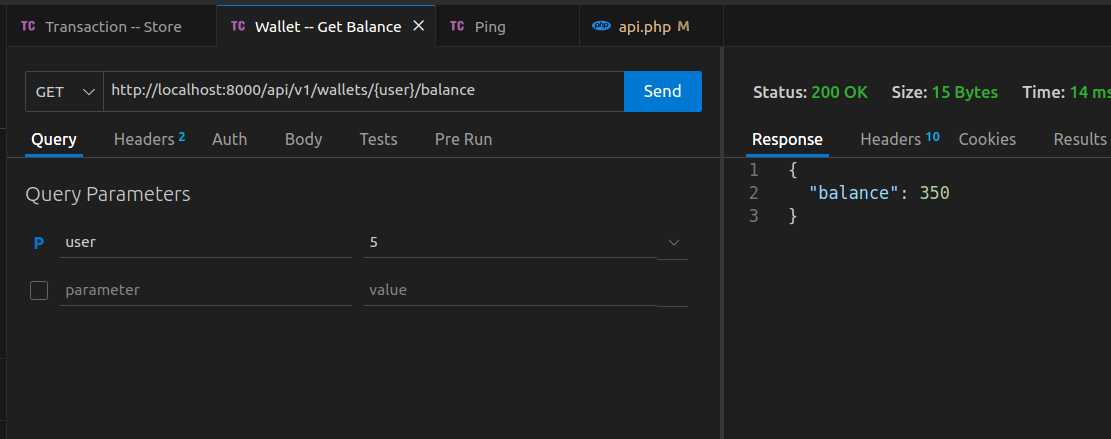 TC Transaction -- Store TC Wallet -- Get Balance TC Ping php api.php M
GET http://localhost:8000/api/v1/wallets/{user}/balance Send
Status: 200 OK Size: 15 Bytes Time: 14 ms
Query Headers 2 Auth Body Tests Pre Run
Response Headers 10 Cookies Results
Query Parameters
P user 5
parameter value
1 {
2 "balance": 350
3 }